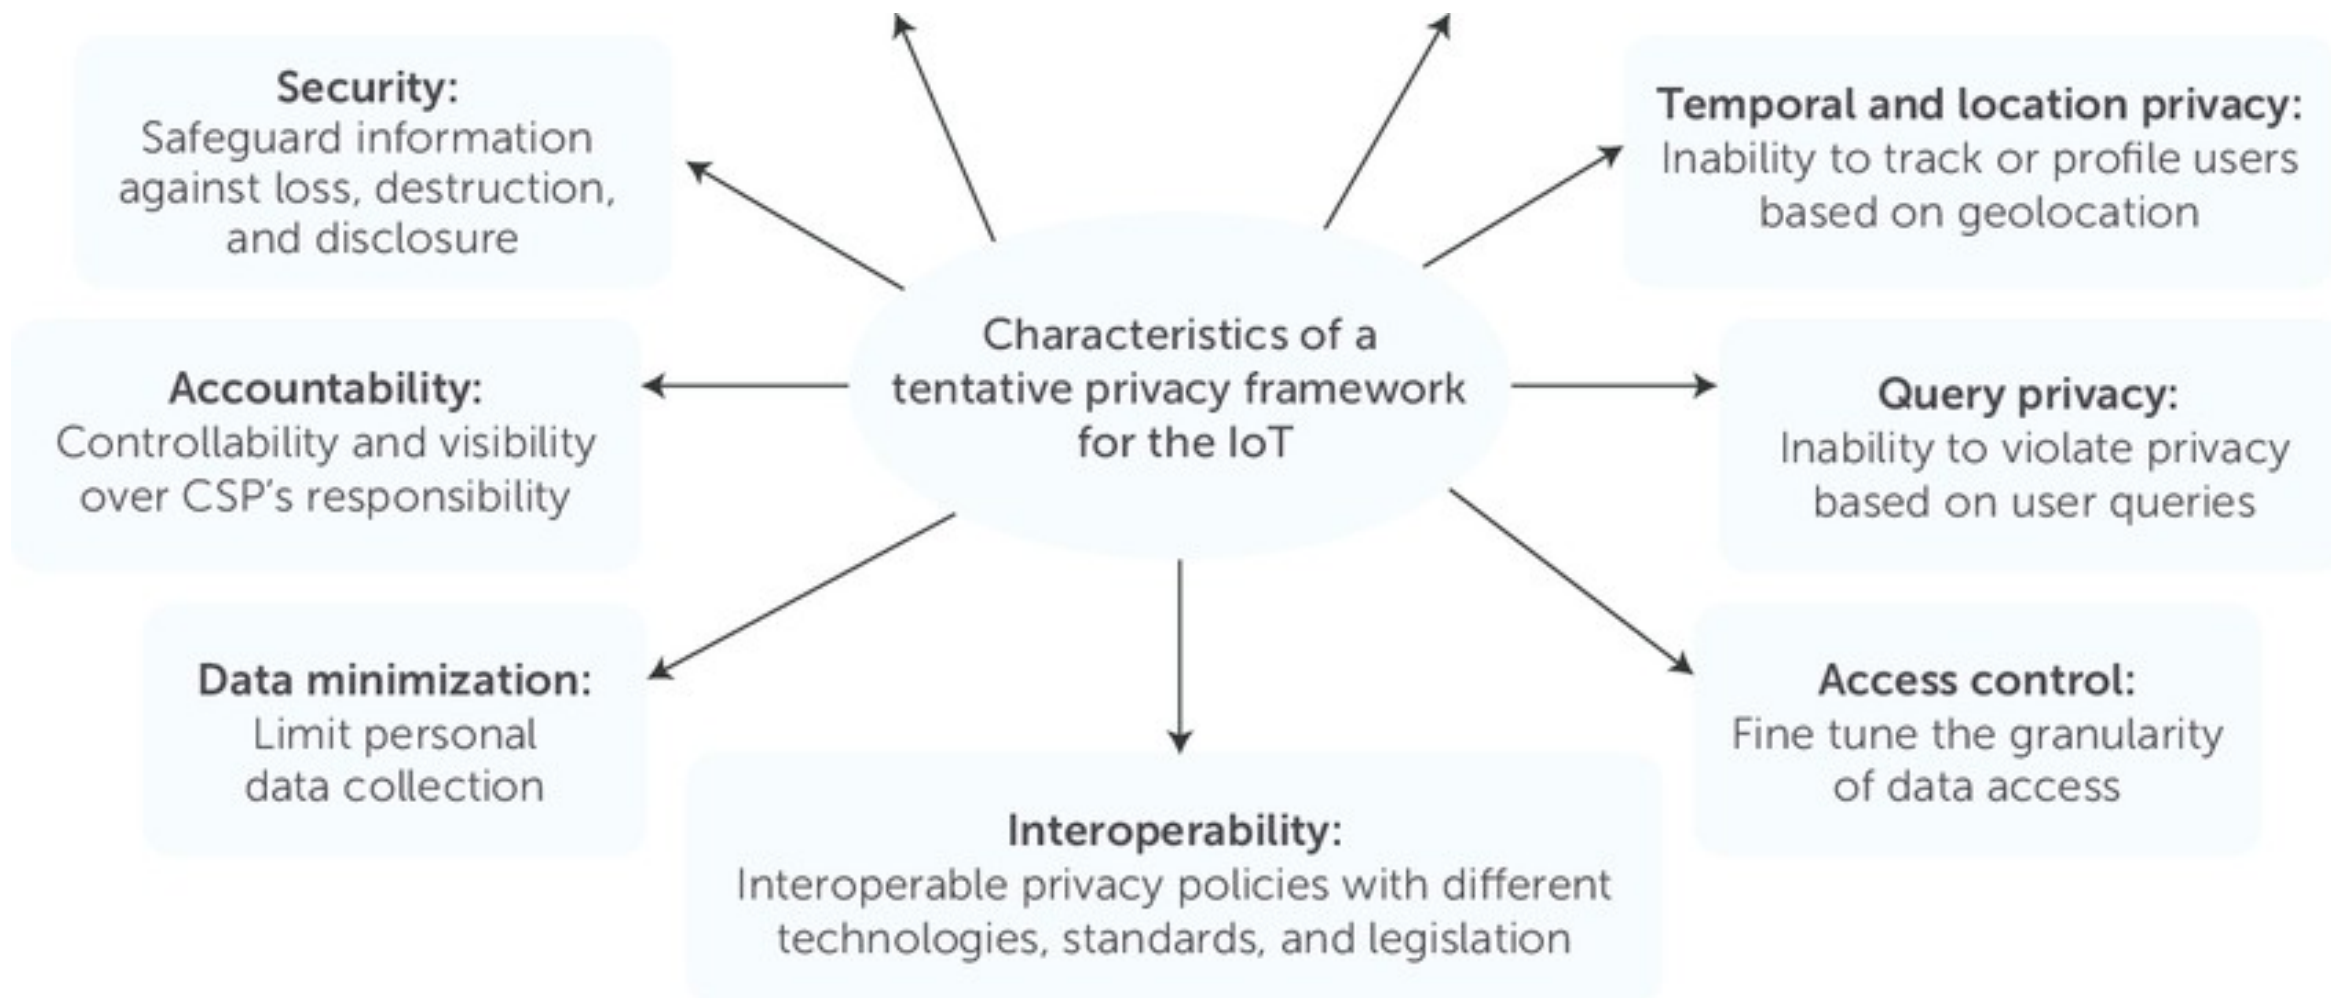 Security:
Safeguard information
against loss, destruction,
and disclosure
Temporal and location privacy:
Inability to track or profile users
based on geolocation
Characteristics of a
tentative privacy framework
for the IoT
Accountability:
Controllability and visibility
over CSP’s responsibility
Query privacy:
Inability to violate privacy
based on user queries
Data minimization:
Limit personal
data collection
Access control:
Fine tune the granularity
of data access
Interoperability:
Interoperable privacy policies with different
technologies, standards, and legislation